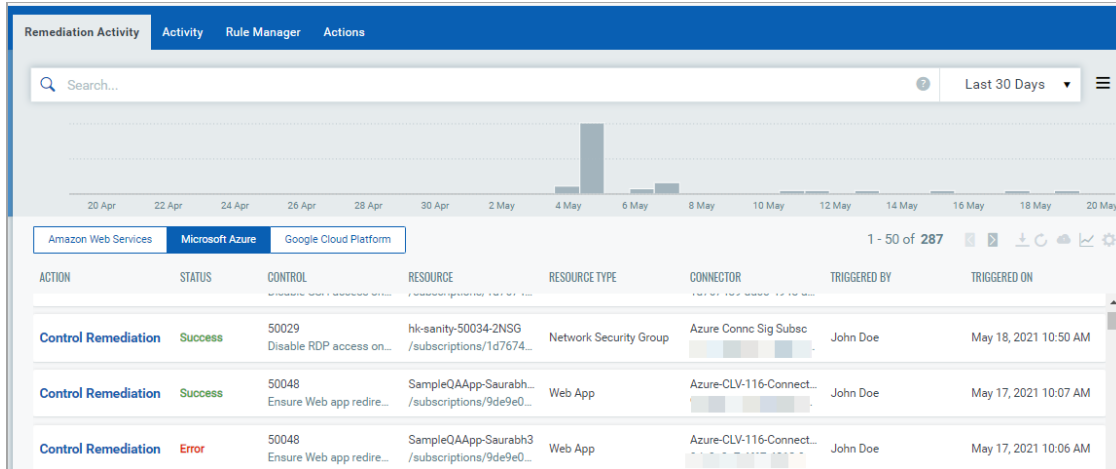 Remediation Activity Activity Rule Manager Actions
Search... ? Last 30 Days
20 Apr 22 Apr 24 Apr 26 Apr 28 Apr 30 Apr 2 May 4 May 6 May 8 May 10 May 12 May 14 May 16 May 18 May 20 May
Amazon Web Services Microsoft Azure Google Cloud Platform 1 - 50 of 287
ACTION STATUS CONTROL RESOURCE RESOURCE TYPE CONNECTOR TRIGGERED BY TRIGGERED ON
50029 hk-sanity-50034-2NSG Azure Connc Sig Subsc
Control Remediation Success Network Security Group John Doe May 18, 2021 10:50 AM
Disable RDP access on... /subscriptions/1d7674...
50048 SampleQAApp-Saurabh... Azure-CLV-116-Connect...
Control Remediation Success Web App John Doe May 17, 2021 10:07 AM
Ensure Web app redire... /subscriptions/9de9e0...
50048 SampleQAApp-Saurabh3 Azure-CLV-116-Connect...
Control Remediation Error Web App John Doe May 17, 2021 10:06 AM
Ensure Web app redire... /subscriptions/9de9e0...